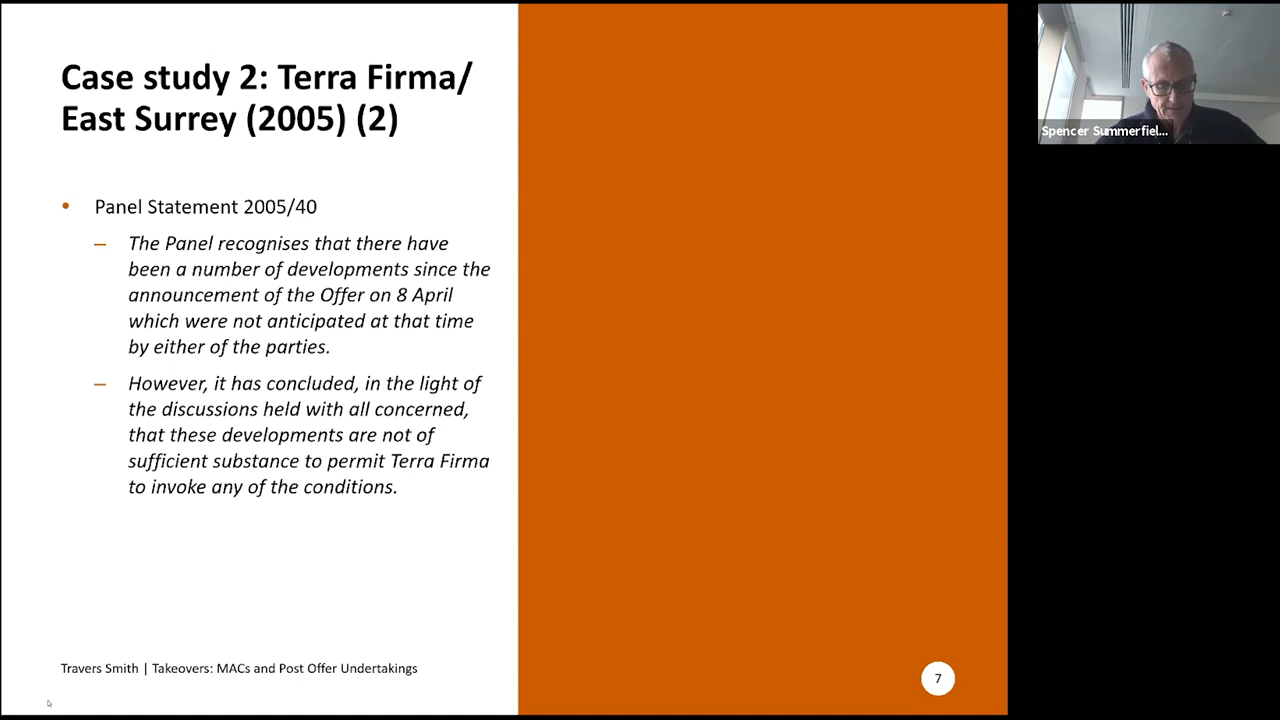 Case study 2: Terra Firma/
East Surrey (2005) (2)
• Panel Statement 2005/40
– The Panel recognises that there have
been a number of developments since the
announcement of the Offer on 8 April
which were not anticipated at that time
by either of the parties.
– However, it has concluded, in the light of
the discussions held with all concerned,
that these developments are not of
sufficient substance to permit Terra Firma
to invoke any of the conditions.
Travers Smith | Takeovers: MACs and Post Offer Undertakings
7
Spencer Summerfiel...